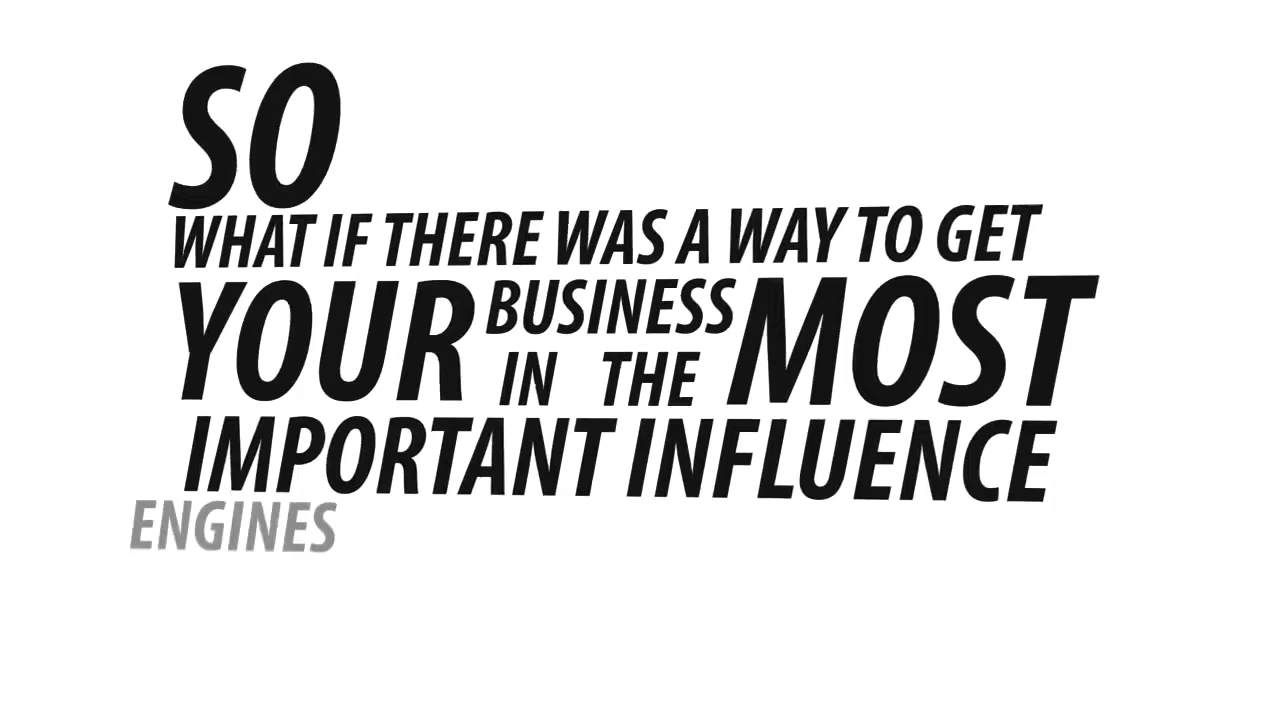 SO
WHAT IF THERE WAS A WAY TO GET
YOUR BUSINESS IN THE MOST
IMPORTANT INFLUENCE
ENGINES